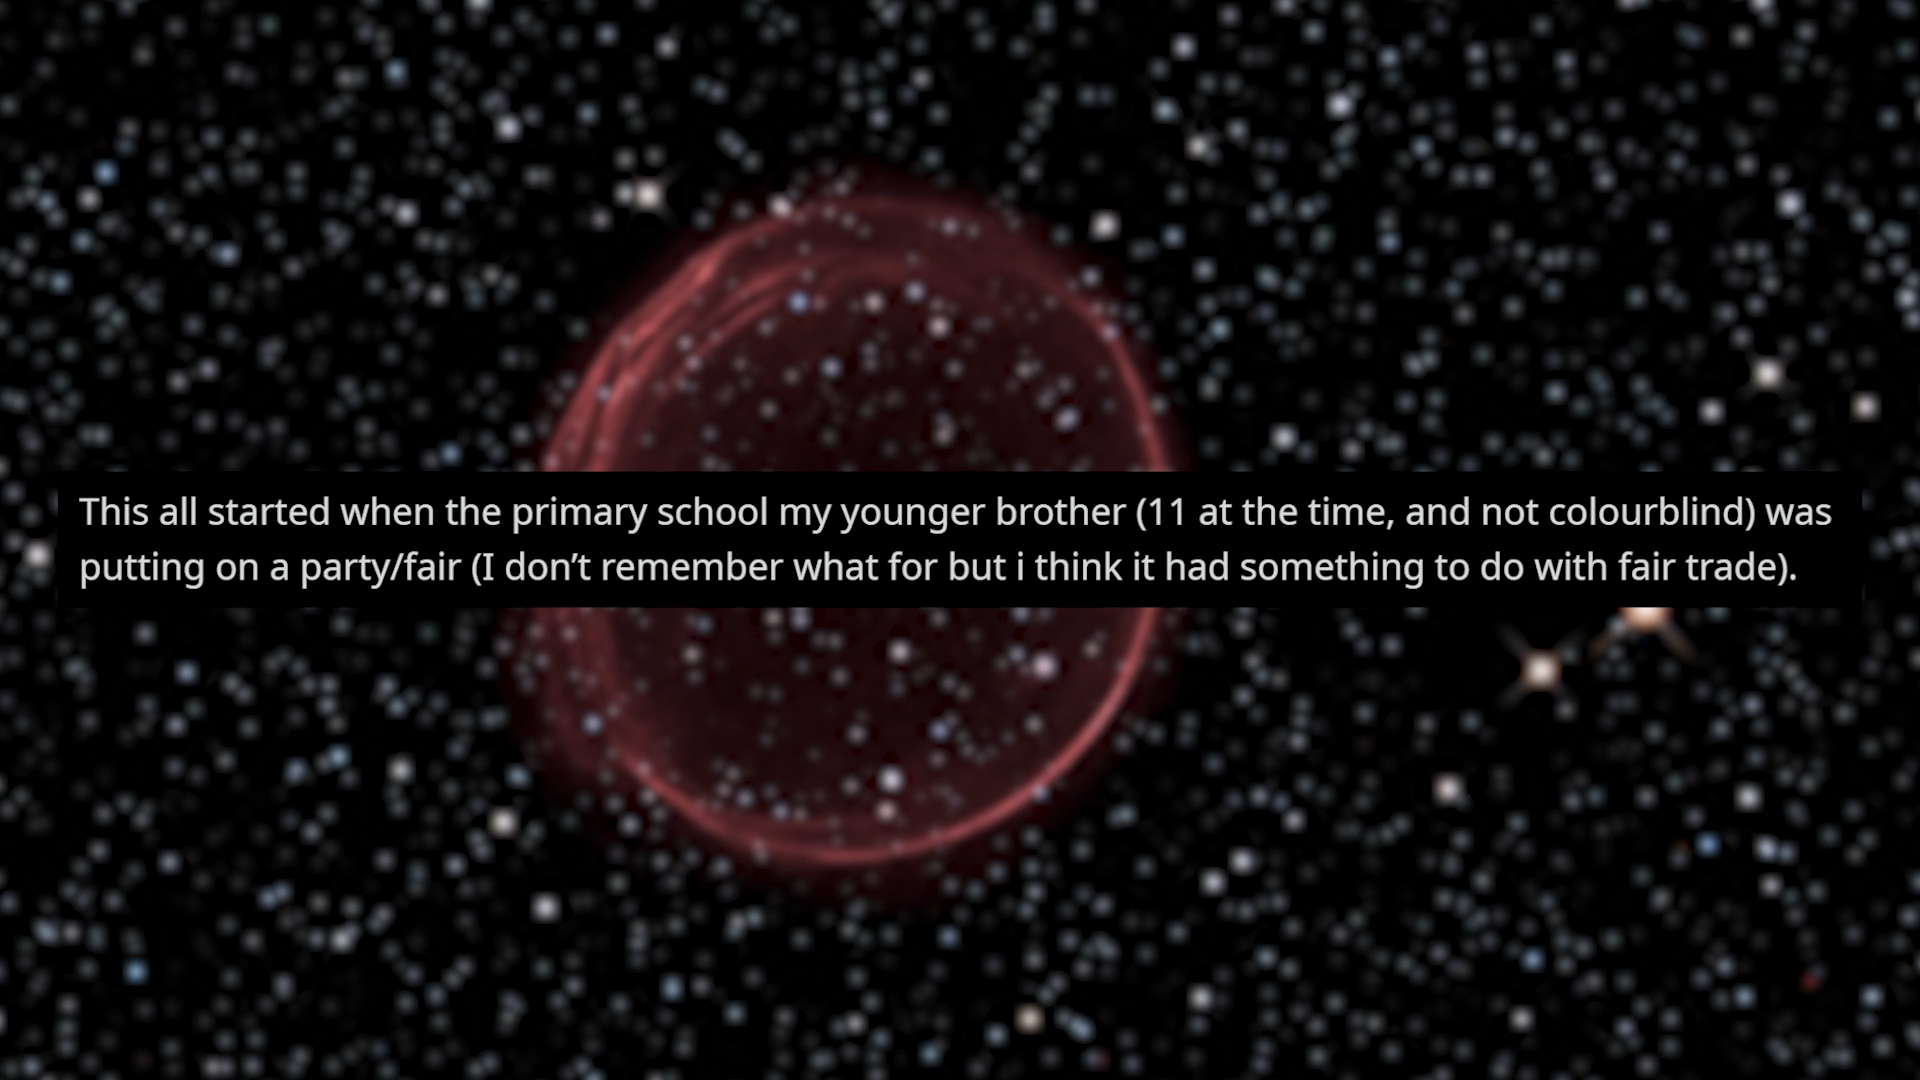 This all started when the primary school my younger brother (11 at the time, and not colourblind) was
putting on a party/fair (I don’t remember what for but i think it had something to do with fair trade).